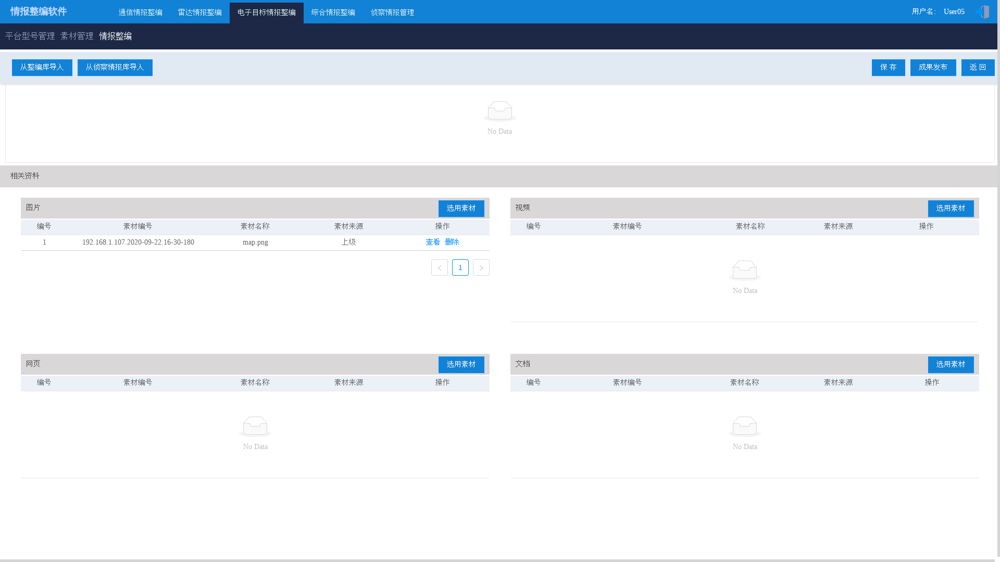 情报整编软件 通信情报整编 雷达情报整编 电子目标情报整编 综合情报整编 侦察情报管理 用户名: User05
平台型号管理 素材管理 情报整编
从整编库导入 从侦察情报库导入 保 存 成果发布 返 回
No Data
相关资料
图片 选用素材
编号 素材编号 素材名称 素材来源 操作
1 192.168.1.107.2020-09-22.16-30-180 map.png 上级 查看 删除
< 1 >
视频 选用素材
编号 素材编号 素材名称 素材来源 操作
No Data
网页 选用素材
编号 素材编号 素材名称 素材来源 操作
No Data
文档 选用素材
编号 素材编号 素材名称 素材来源 操作
No Data